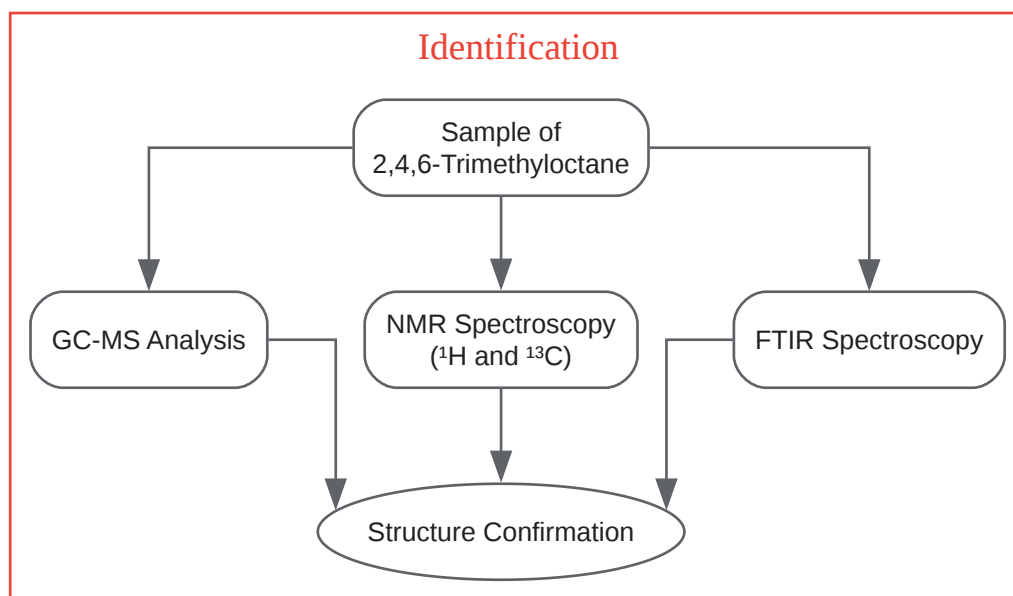 Identification
Sample of
2,4,6-Trimethyloctane
GC-MS Analysis
NMR Spectroscopy
(¹H and ¹³C)
FTIR Spectroscopy
Structure Confirmation